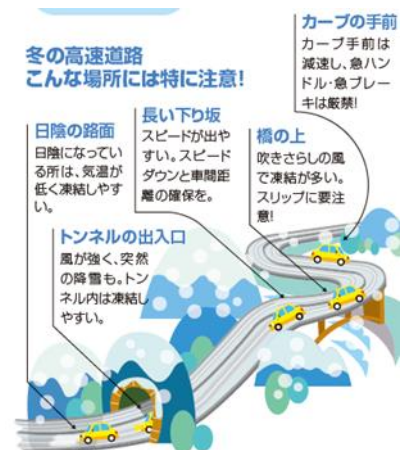 冬の高速道路
こんな場所には特に注意!
カーブの手前
カーブ手前は
減速し、急ハン
ドル・急ブレー
キは厳禁!
長い下り坂
スピードが出や
すい。スピード
ダウンと車間距
離の確保を。
日陰の路面
日陰になってい
る所は、気温が
低く凍結しやす
い。
橋の上
吹きさらしの風
で凍結が多い。
スリップに要注
意!
トンネルの出入口
風が強く、突然
の降雪も。トン
ネル内は凍結し
やすい。